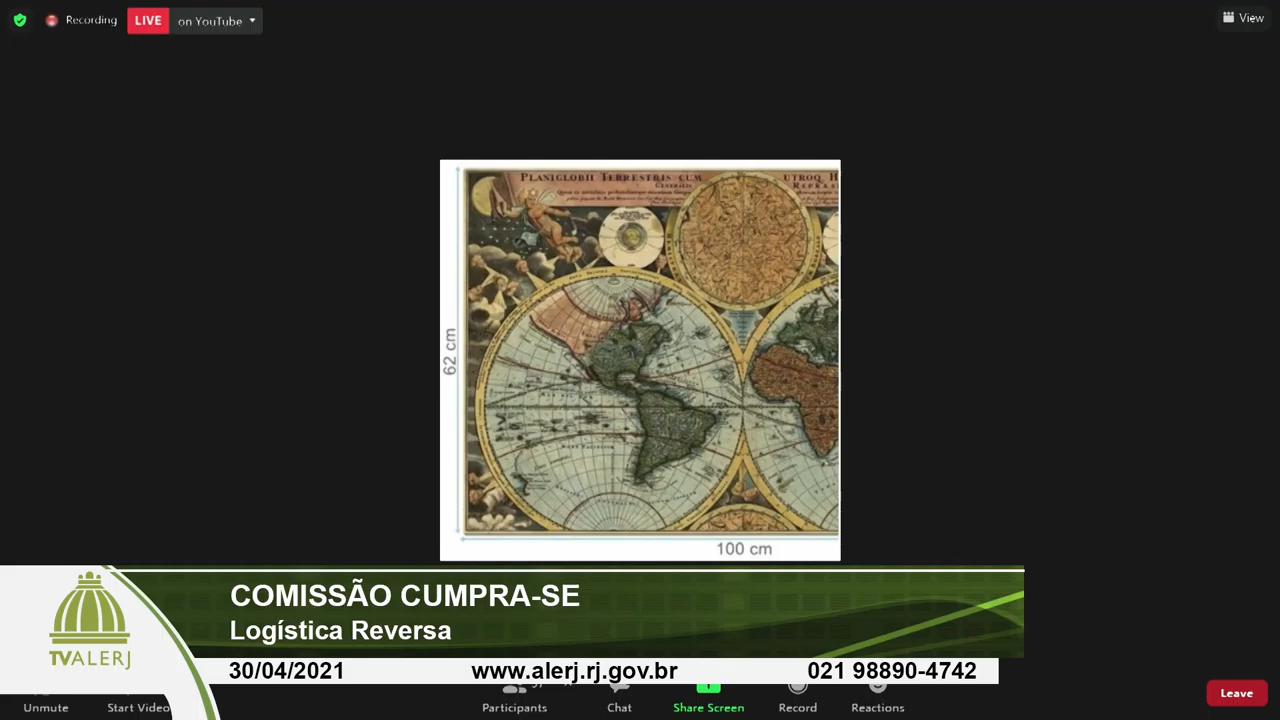 Recording
LIVE on YouTube
View
PLANIGLOBII TERRESTRIS CUM
UTROQ H
GENERALIS
REPRÆS
62 cm
100 cm
COMISSÃO CUMPRA-SE
Logística Reversa
TVALERJ
30/04/2021 www.alerj.rj.gov.br 021 98890-4742
Unmute Start Video Participants Chat Share Screen Record Reactions Leave